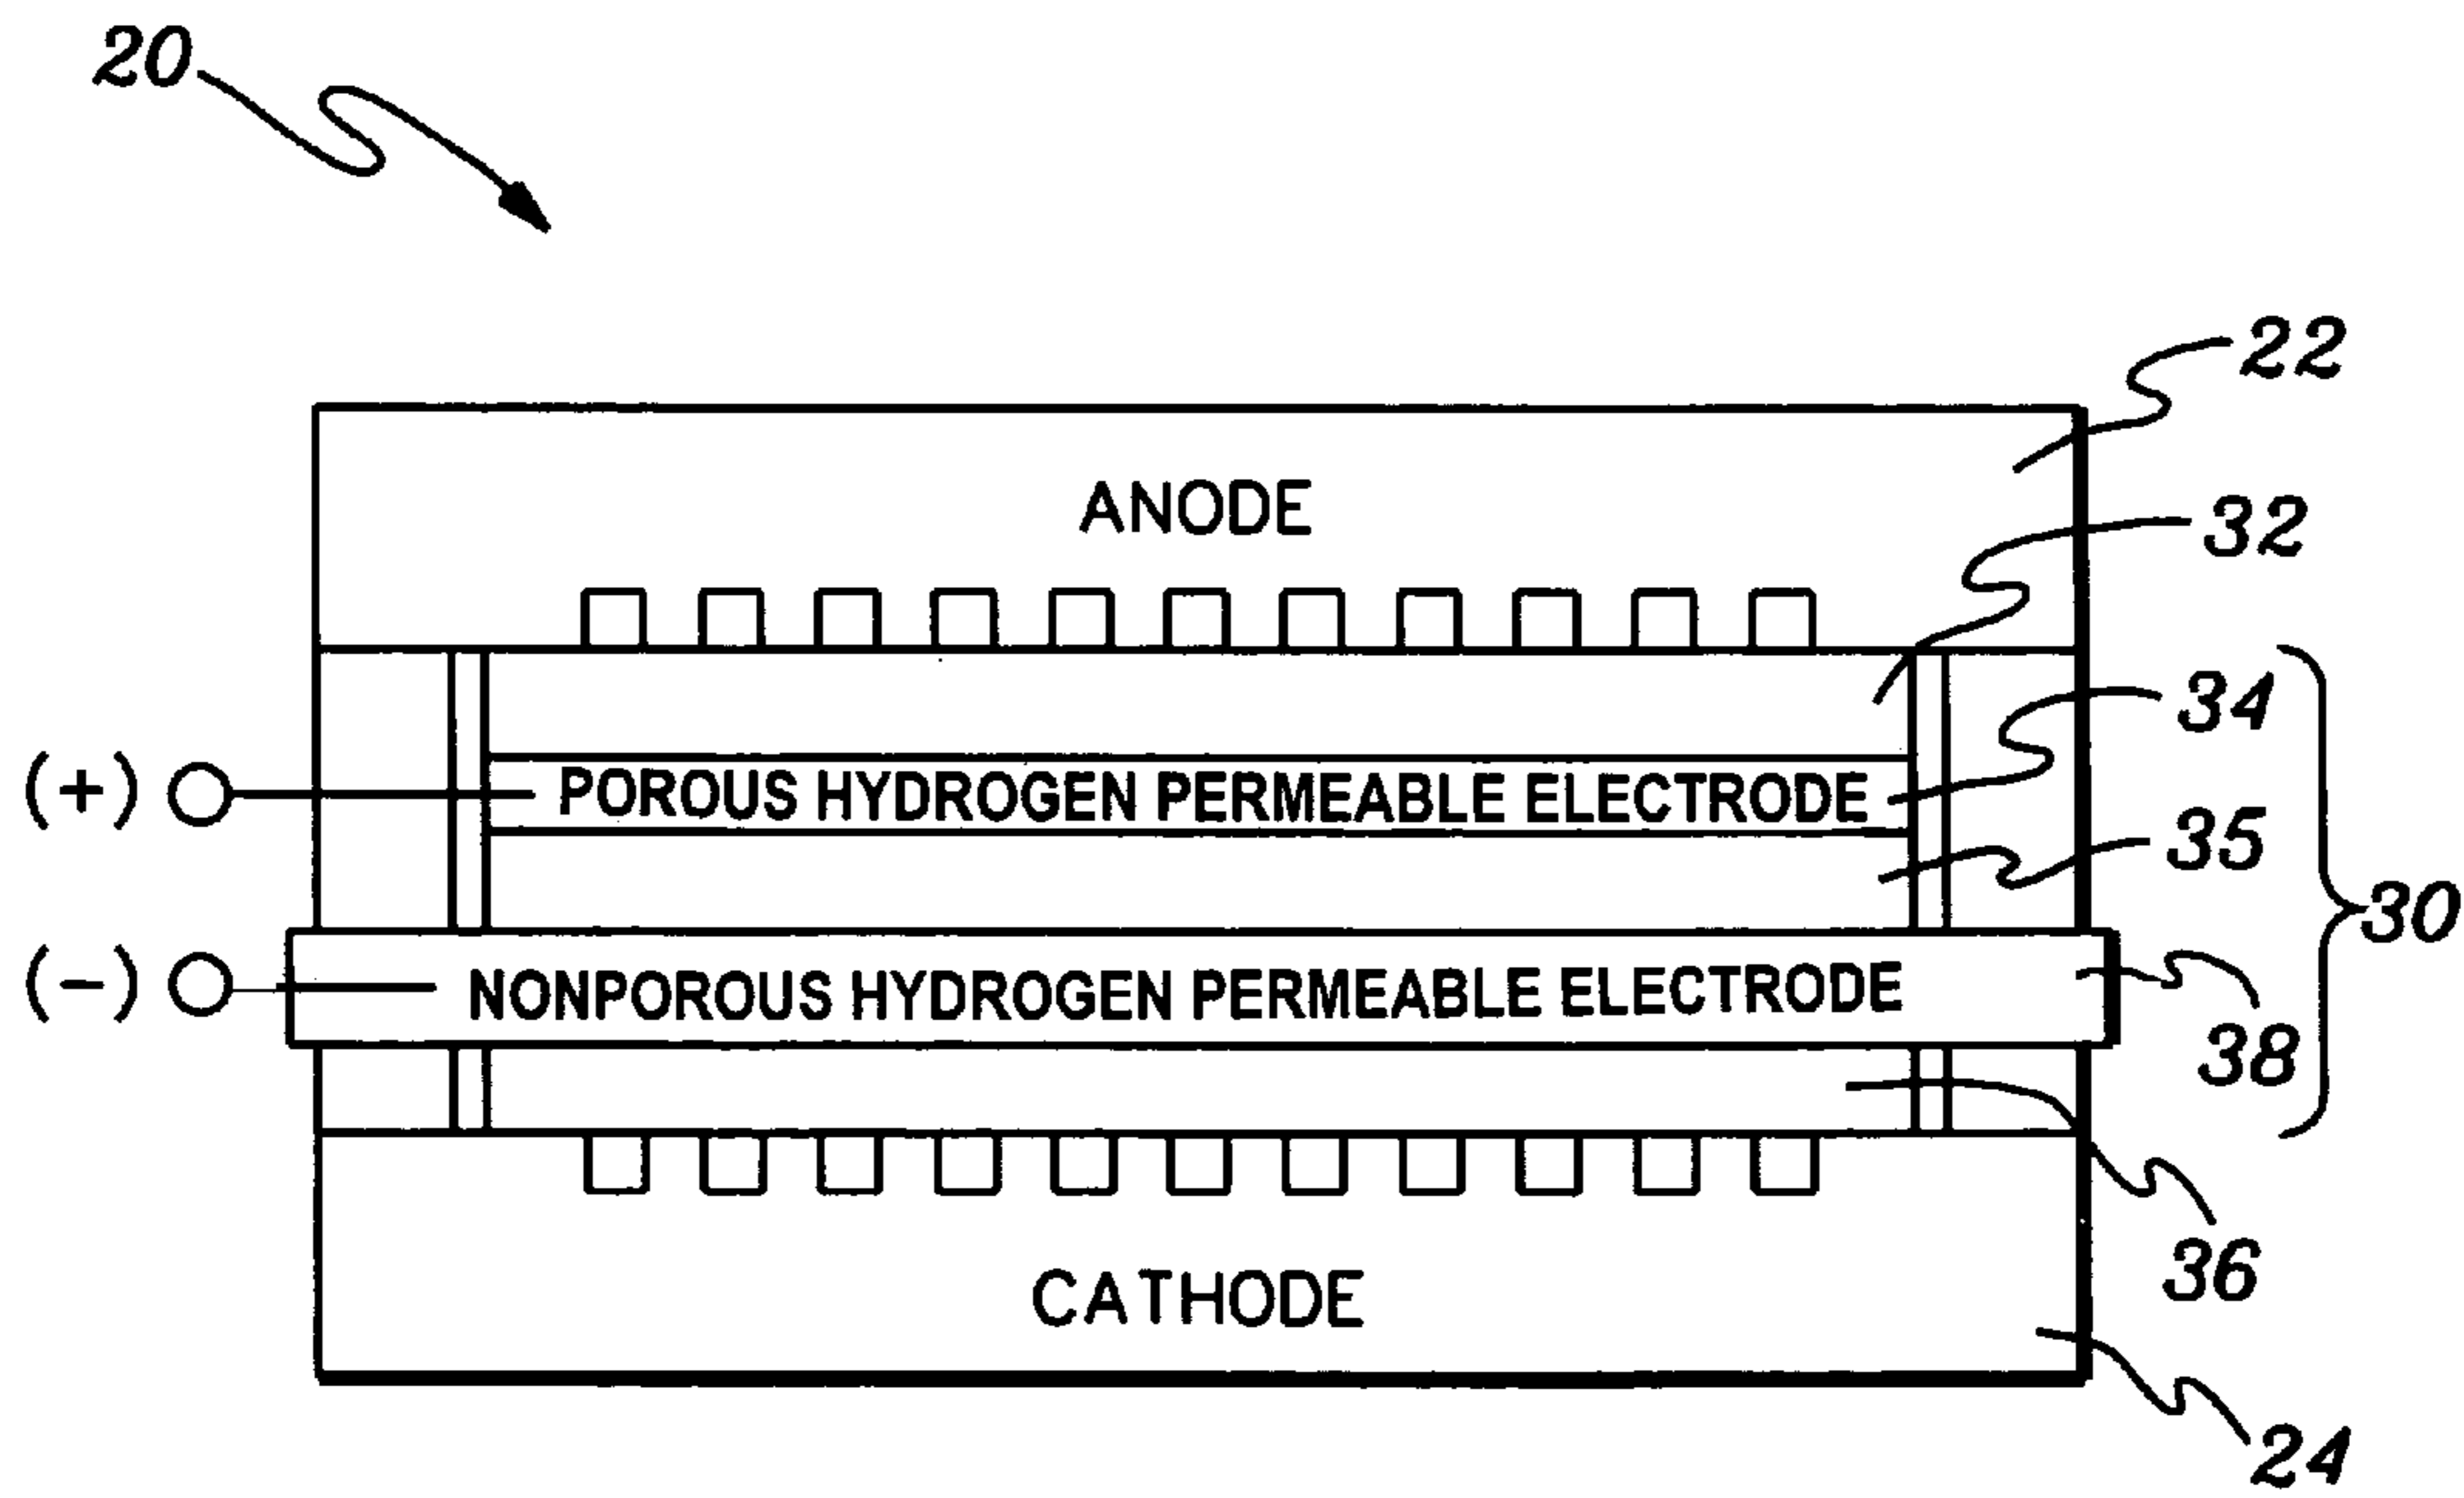 20
22
ANODE
32
34
(+) POROUS HYDROGEN PERMEABLE ELECTRODE
35
30
(-) NONPOROUS HYDROGEN PERMEABLE ELECTRODE
38
36
CATHODE
24